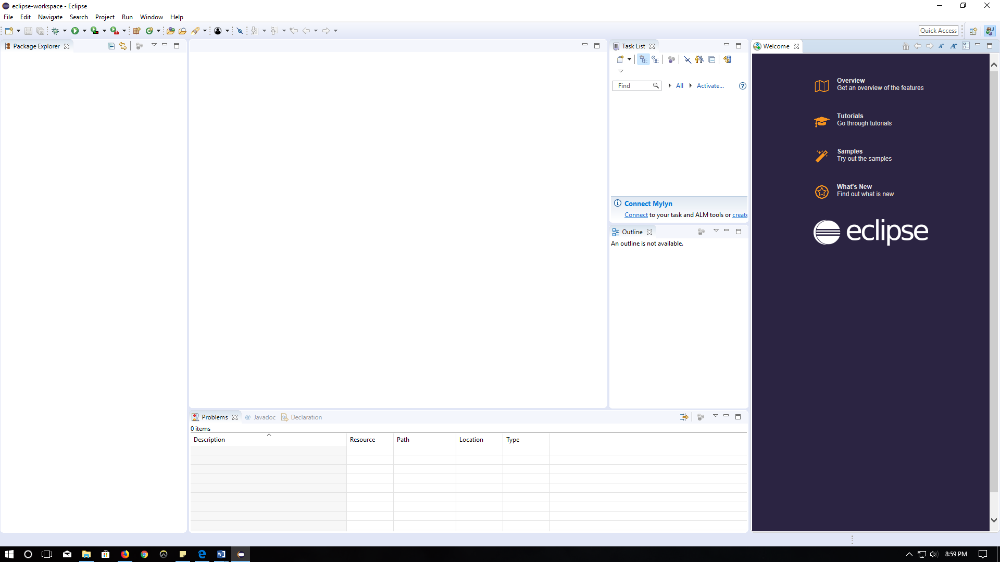 eclipse-workspace - Eclipse
File Edit Navigate Search Project Run Window Help
Quick Access
Package Explorer
Task List
Find
All
Activate...
Connect Mylyn
Connect to your task and ALM tools or create
Outline
An outline is not available.
Welcome
Overview
Get an overview of the features
Tutorials
Go through tutorials
Samples
Try out the samples
What's New
Find out what is new
eclipse
Problems @ Javadoc Declaration
0 items
Description Resource Path Location Type
8:59 PM